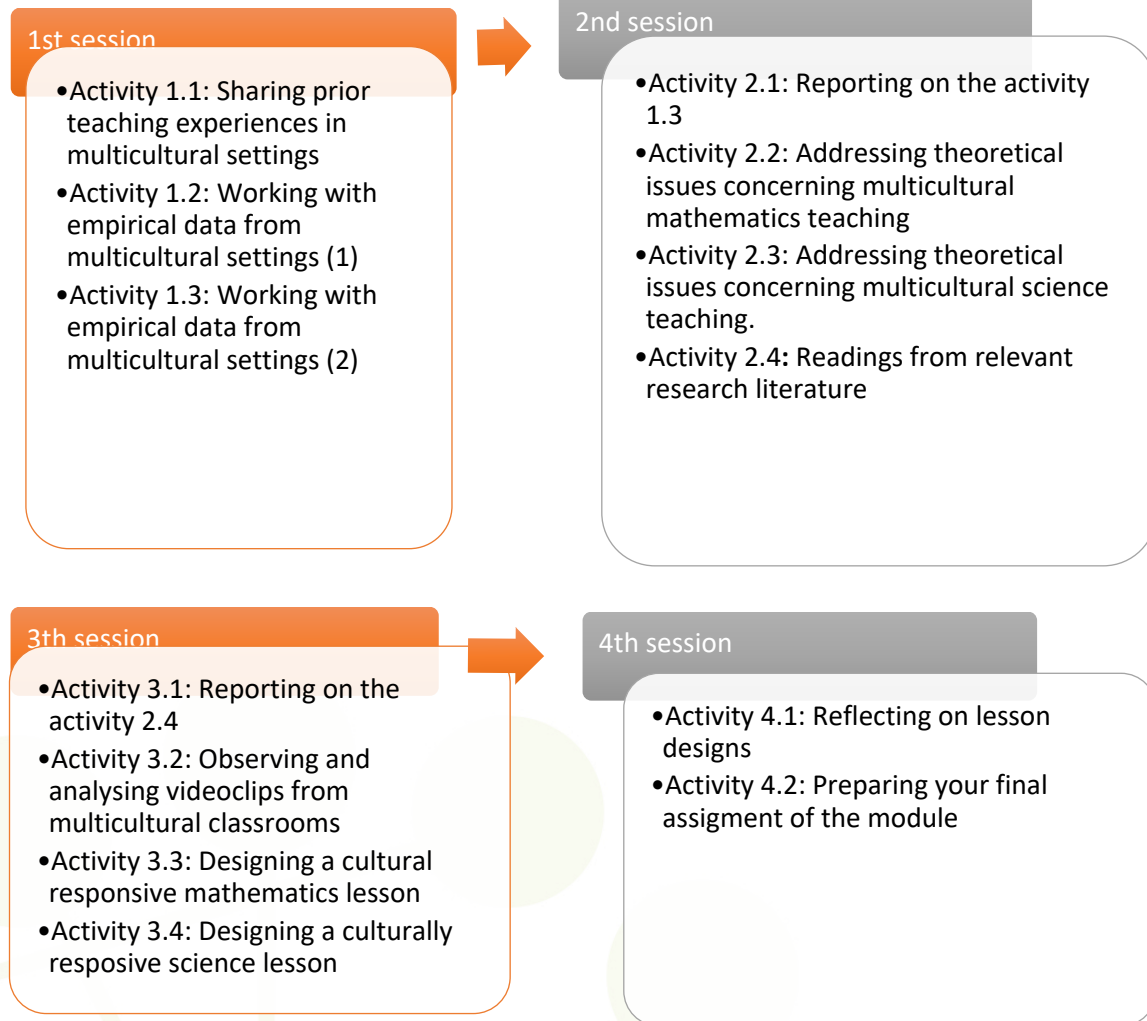 1st session
•Activity 1.1: Sharing prior
teaching experiences in
multicultural settings
•Activity 1.2: Working with
empirical data from
multicultural settings (1)
•Activity 1.3: Working with
empirical data from
multicultural settings (2)
2nd session
•Activity 2.1: Reporting on the activity
1.3
•Activity 2.2: Addressing theoretical
issues concerning multicultural
mathematics teaching
•Activity 2.3: Addressing theoretical
issues concerning multicultural science
teaching.
•Activity 2.4: Readings from relevant
research literature
3th session
•Activity 3.1: Reporting on the
activity 2.4
•Activity 3.2: Observing and
analysing videoclips from
multicultural classrooms
•Activity 3.3: Designing a cultural
responsive mathematics lesson
•Activity 3.4: Designing a culturally
resposive science lesson
4th session
•Activity 4.1: Reflecting on lesson
designs
•Activity 4.2: Preparing your final
assigment of the module